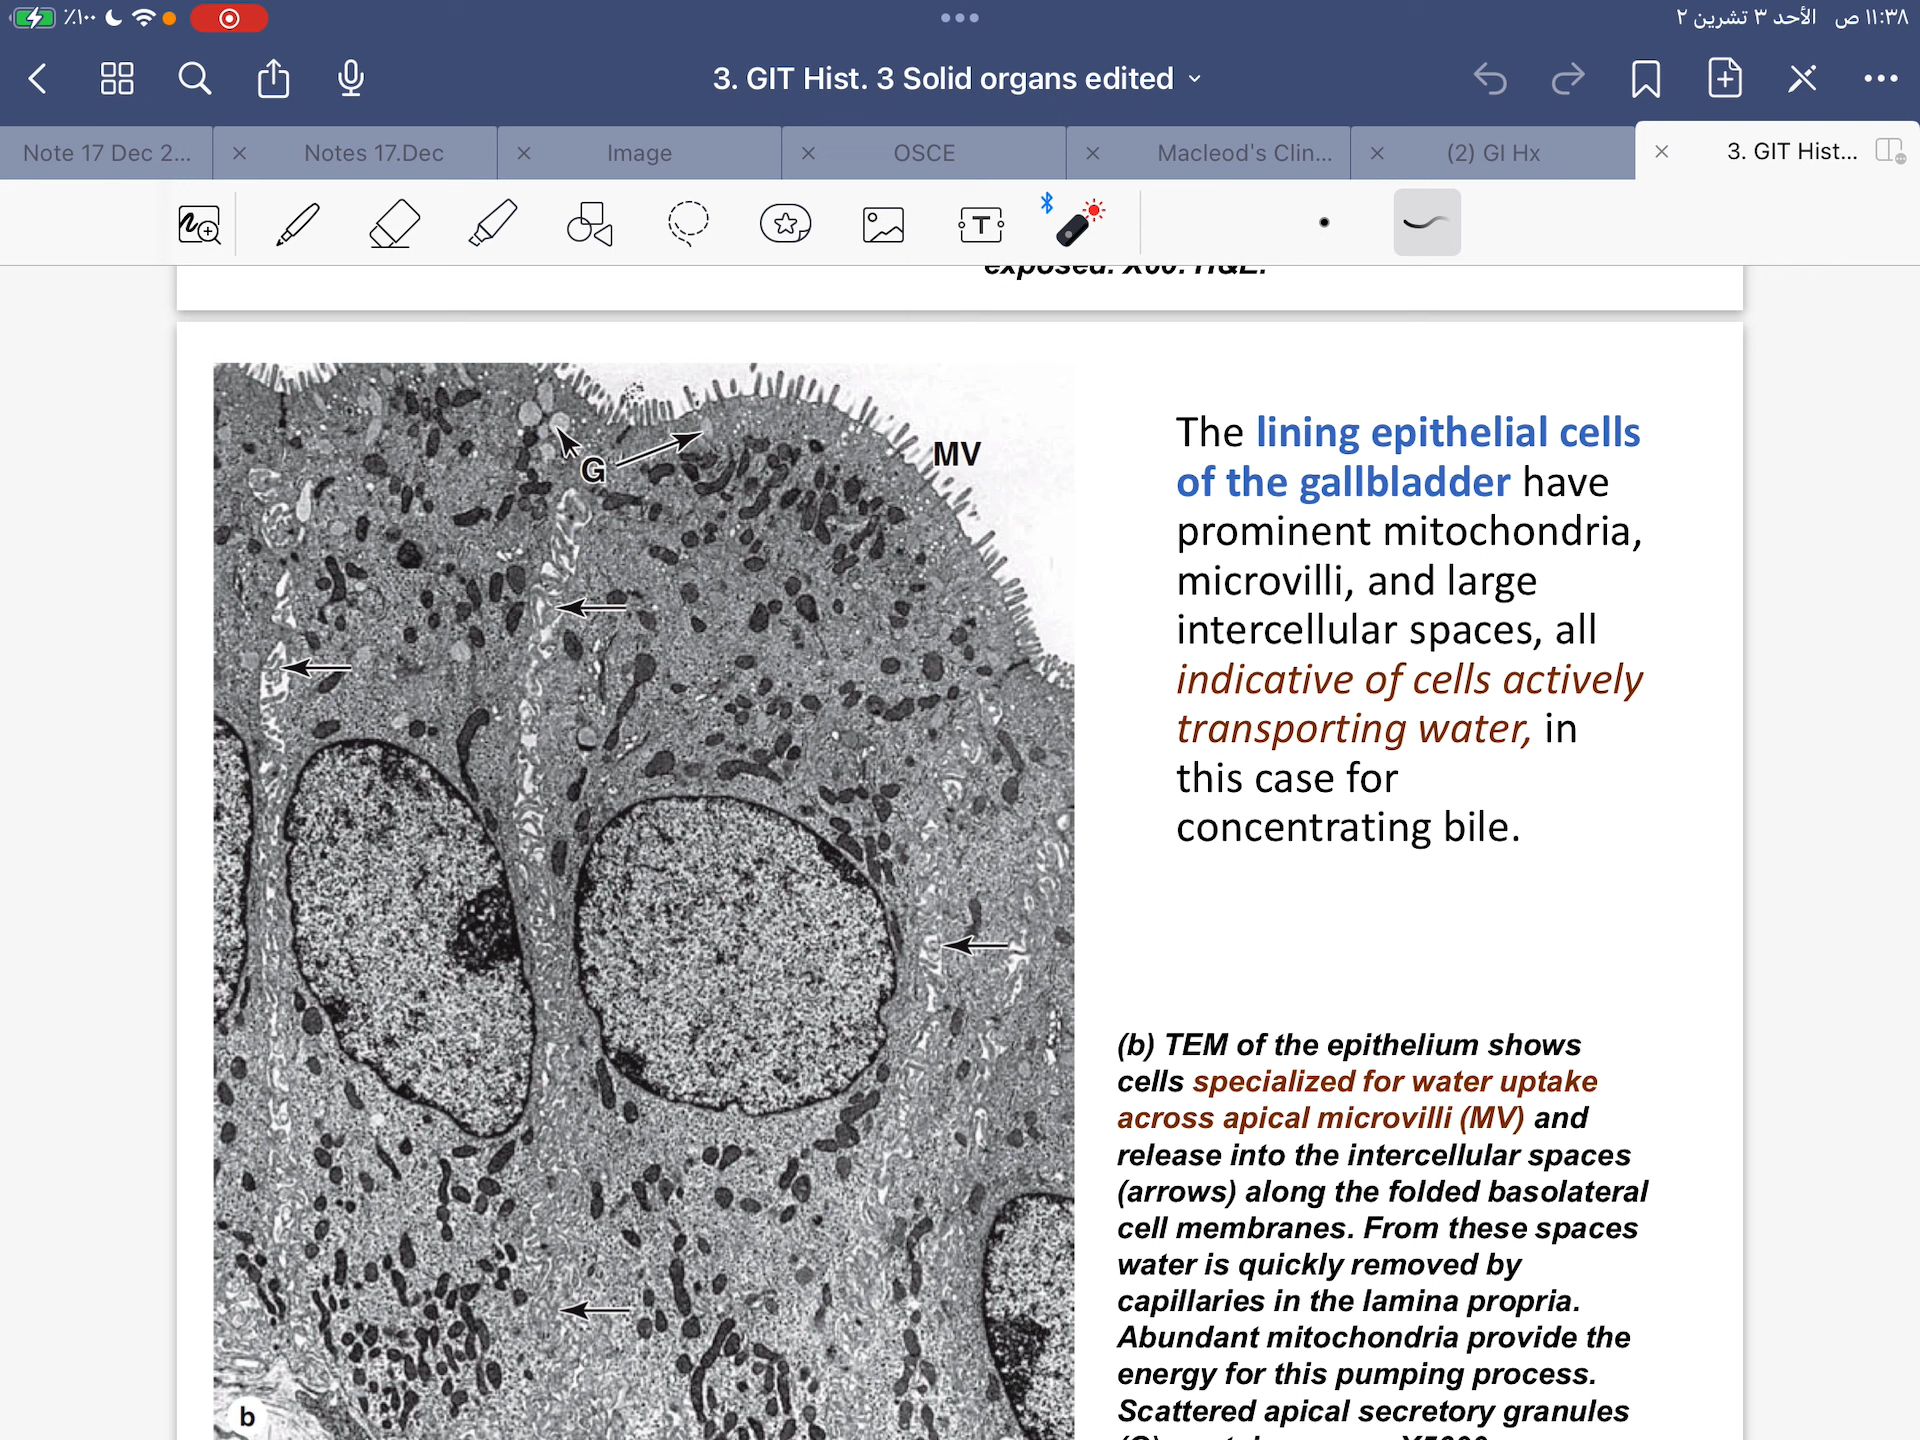 ٪١٠٠
١١:٣٨ ص الأحد ٣ تشرين ٢
3. GIT Hist. 3 Solid organs edited
Note 17 Dec 2...
Notes 17.Dec
Image
OSCE
Macleod's Clin...
(2) GI Hx
3. GIT Hist...
T
exposed. X60. H&E.
G
MV
b
The lining epithelial cells
of the gallbladder have
prominent mitochondria,
microvilli, and large
intercellular spaces, all
indicative of cells actively
transporting water, in
this case for
concentrating bile.
(b) TEM of the epithelium shows
cells specialized for water uptake
across apical microvilli (MV) and
release into the intercellular spaces
(arrows) along the folded basolateral
cell membranes. From these spaces
water is quickly removed by
capillaries in the lamina propria.
Abundant mitochondria provide the
energy for this pumping process.
Scattered apical secretory granules